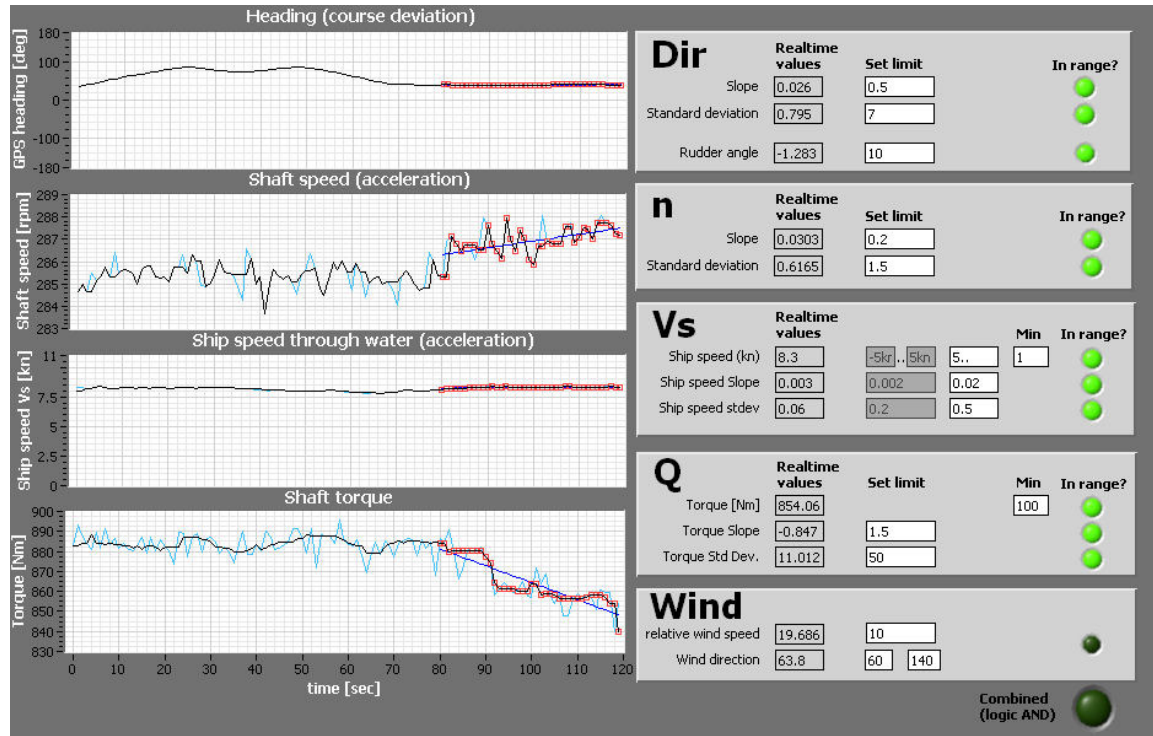 Heading (course deviation)
GPS heading [deg]
180
100
0
-100
-180
Shaft speed (acceleration)
Shaft speed [rpm]
289
288
287
286
285
284
283
Ship speed through water (acceleration)
Ship speed Vs [kn]
11
7.5
5
2.5
0
Shaft torque
Torque [Nm]
900
890
880
870
860
850
840
830
0 10 20 30 40 50 60 70 80 90 100 110 120
time [sec]
Dir
Realtime values Set limit In range?
Slope 0.026 0.5
Standard deviation 0.795 7
Rudder angle -1.283 10
n
Realtime values Set limit In range?
Slope 0.0303 0.2
Standard deviation 0.6165 1.5
Vs
Realtime values Min In range?
Ship speed (kn) 8.3 -5kr .. 5kn 5.. 1
Ship speed Slope 0.003 0.002 0.02
Ship speed stdev 0.06 0.2 0.5
Q
Realtime values Set limit Min In range?
Torque [Nm] 854.06 100
Torque Slope -0.847 1.5
Torque Std Dev. 11.012 50
Wind
relative wind speed 19.686 10
Wind direction 63.8 60 140
Combined
(logic AND)